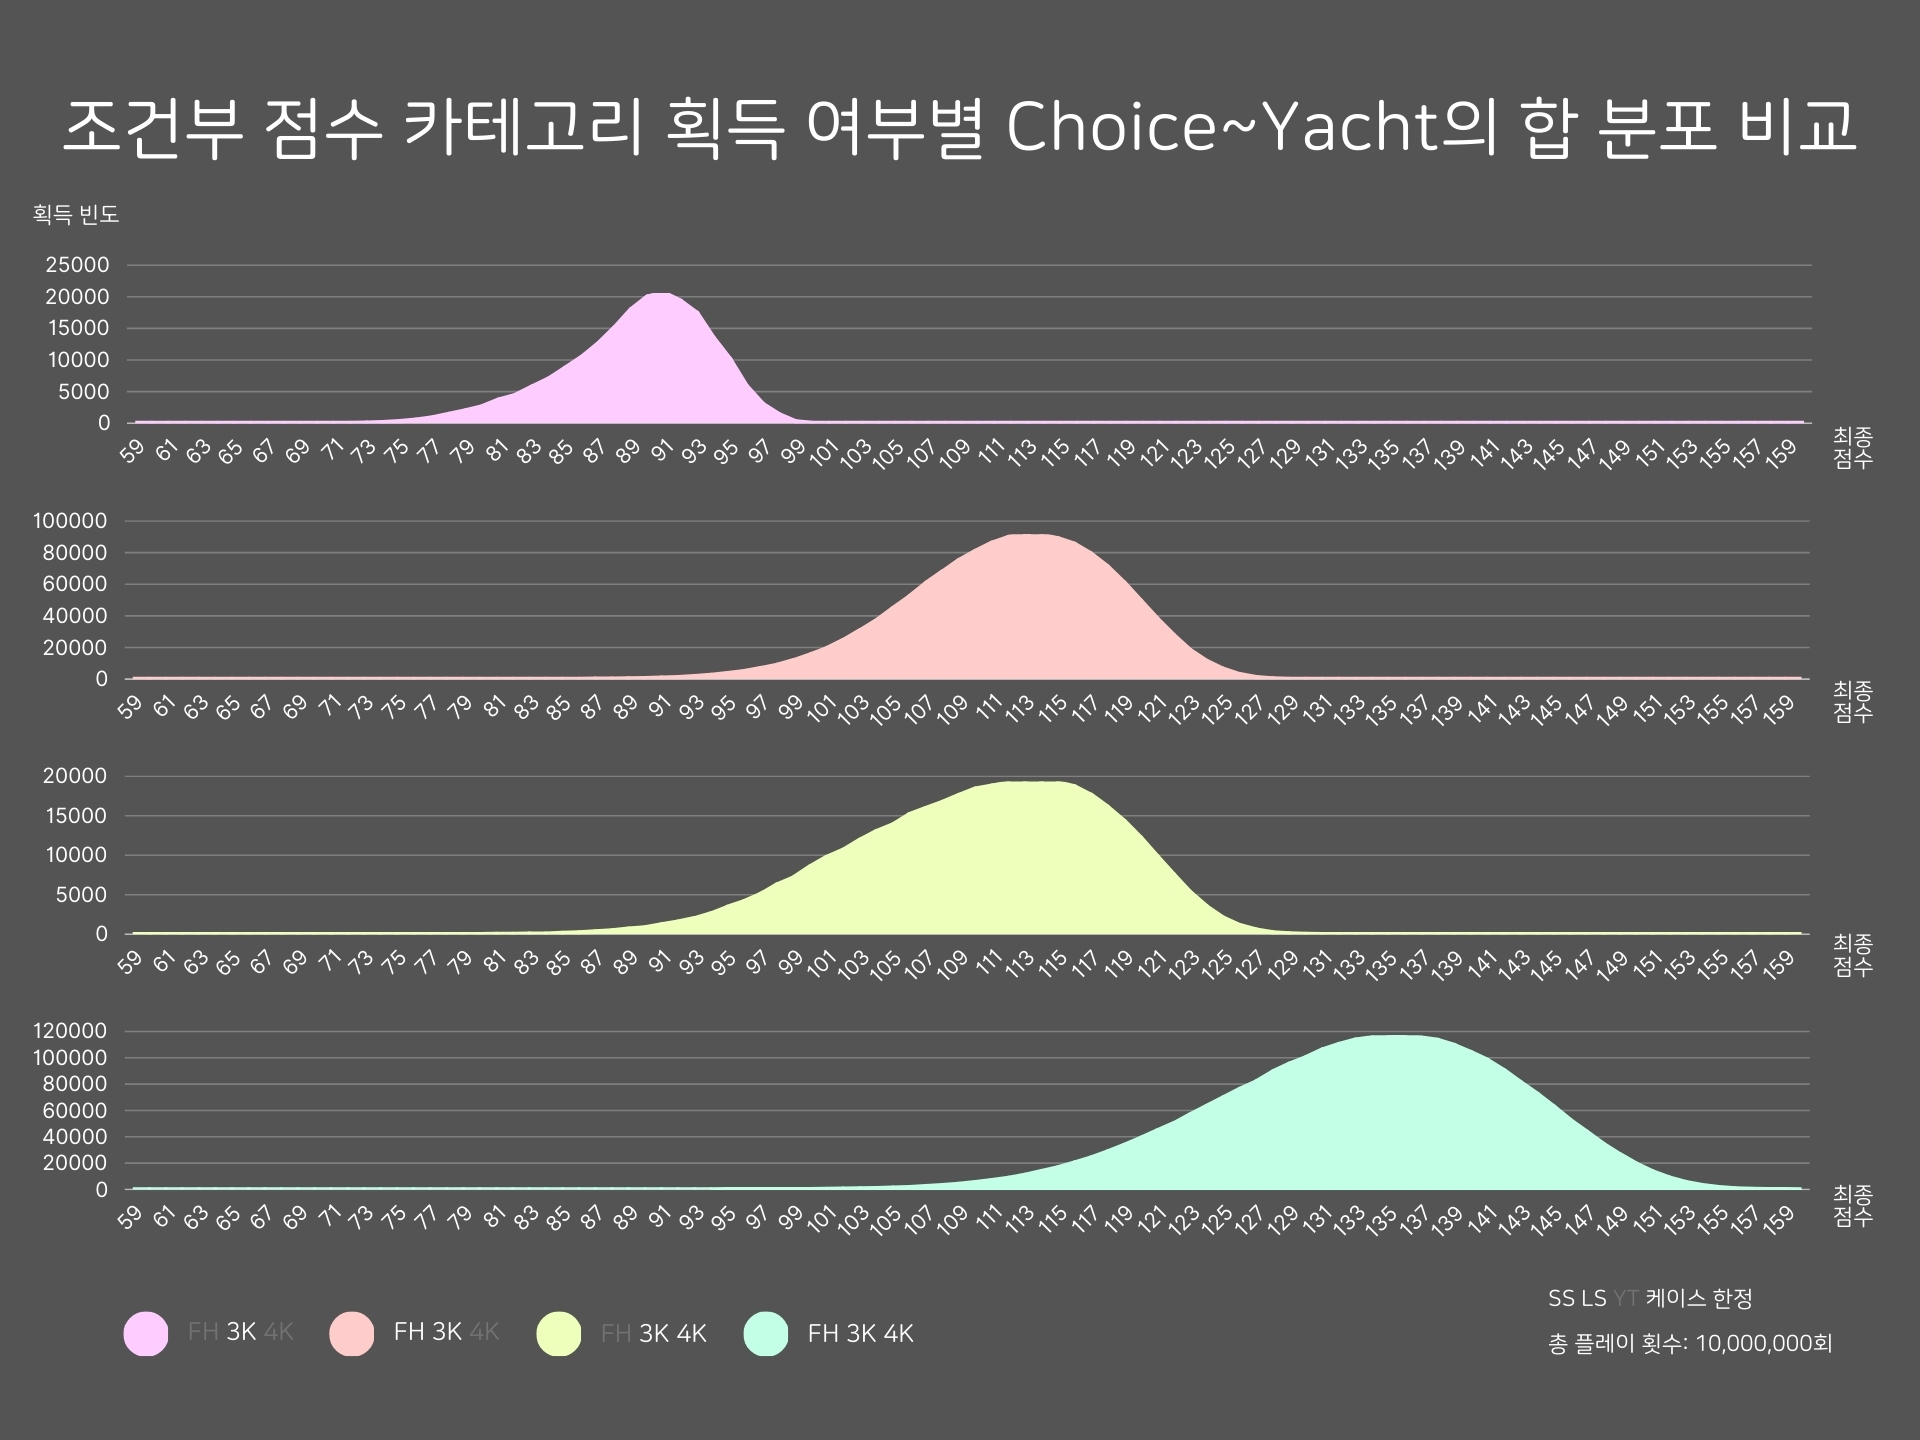 조건부 점수 카테고리 획득 여부별 Choice~Yacht의 합 분포 비교
획득 빈도
25000
20000
15000
10000
5000
0
59 61 63 65 67 69 71 73 75 77 79 81 83 85 87 89 91 93 95 97 99 101 103 105 107 109 111 113 115 117 119 121 123 125 127 129 131 133 135 137 139 141 143 145 147 149 151 153 155 157 159
최종
점수
100000
80000
60000
40000
20000
0
59 61 63 65 67 69 71 73 75 77 79 81 83 85 87 89 91 93 95 97 99 101 103 105 107 109 111 113 115 117 119 121 123 125 127 129 131 133 135 137 139 141 143 145 147 149 151 153 155 157 159
최종
점수
20000
15000
10000
5000
0
59 61 63 65 67 69 71 73 75 77 79 81 83 85 87 89 91 93 95 97 99 101 103 105 107 109 111 113 115 117 119 121 123 125 127 129 131 133 135 137 139 141 143 145 147 149 151 153 155 157 159
최종
점수
120000
100000
80000
60000
40000
20000
0
59 61 63 65 67 69 71 73 75 77 79 81 83 85 87 89 91 93 95 97 99 101 103 105 107 109 111 113 115 117 119 121 123 125 127 129 131 133 135 137 139 141 143 145 147 149 151 153 155 157 159
최종
점수
FH 3K 4K
FH 3K 4K
FH 3K 4K
FH 3K 4K
SS LS YT 케이스 한정
총 플레이 횟수: 10,000,000회